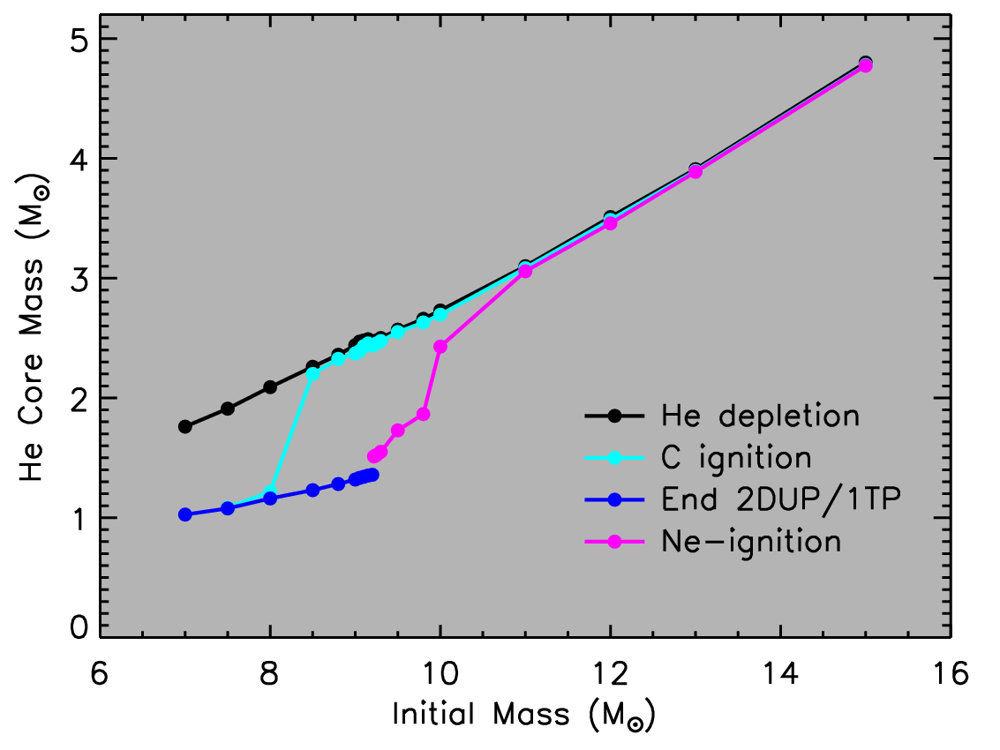 5
4
3
2
1
0
He Core Mass (M⊙)
He depletion
C ignition
End 2DUP/1TP
Ne-ignition
6 8 10 12 14 16
Initial Mass (M⊙)